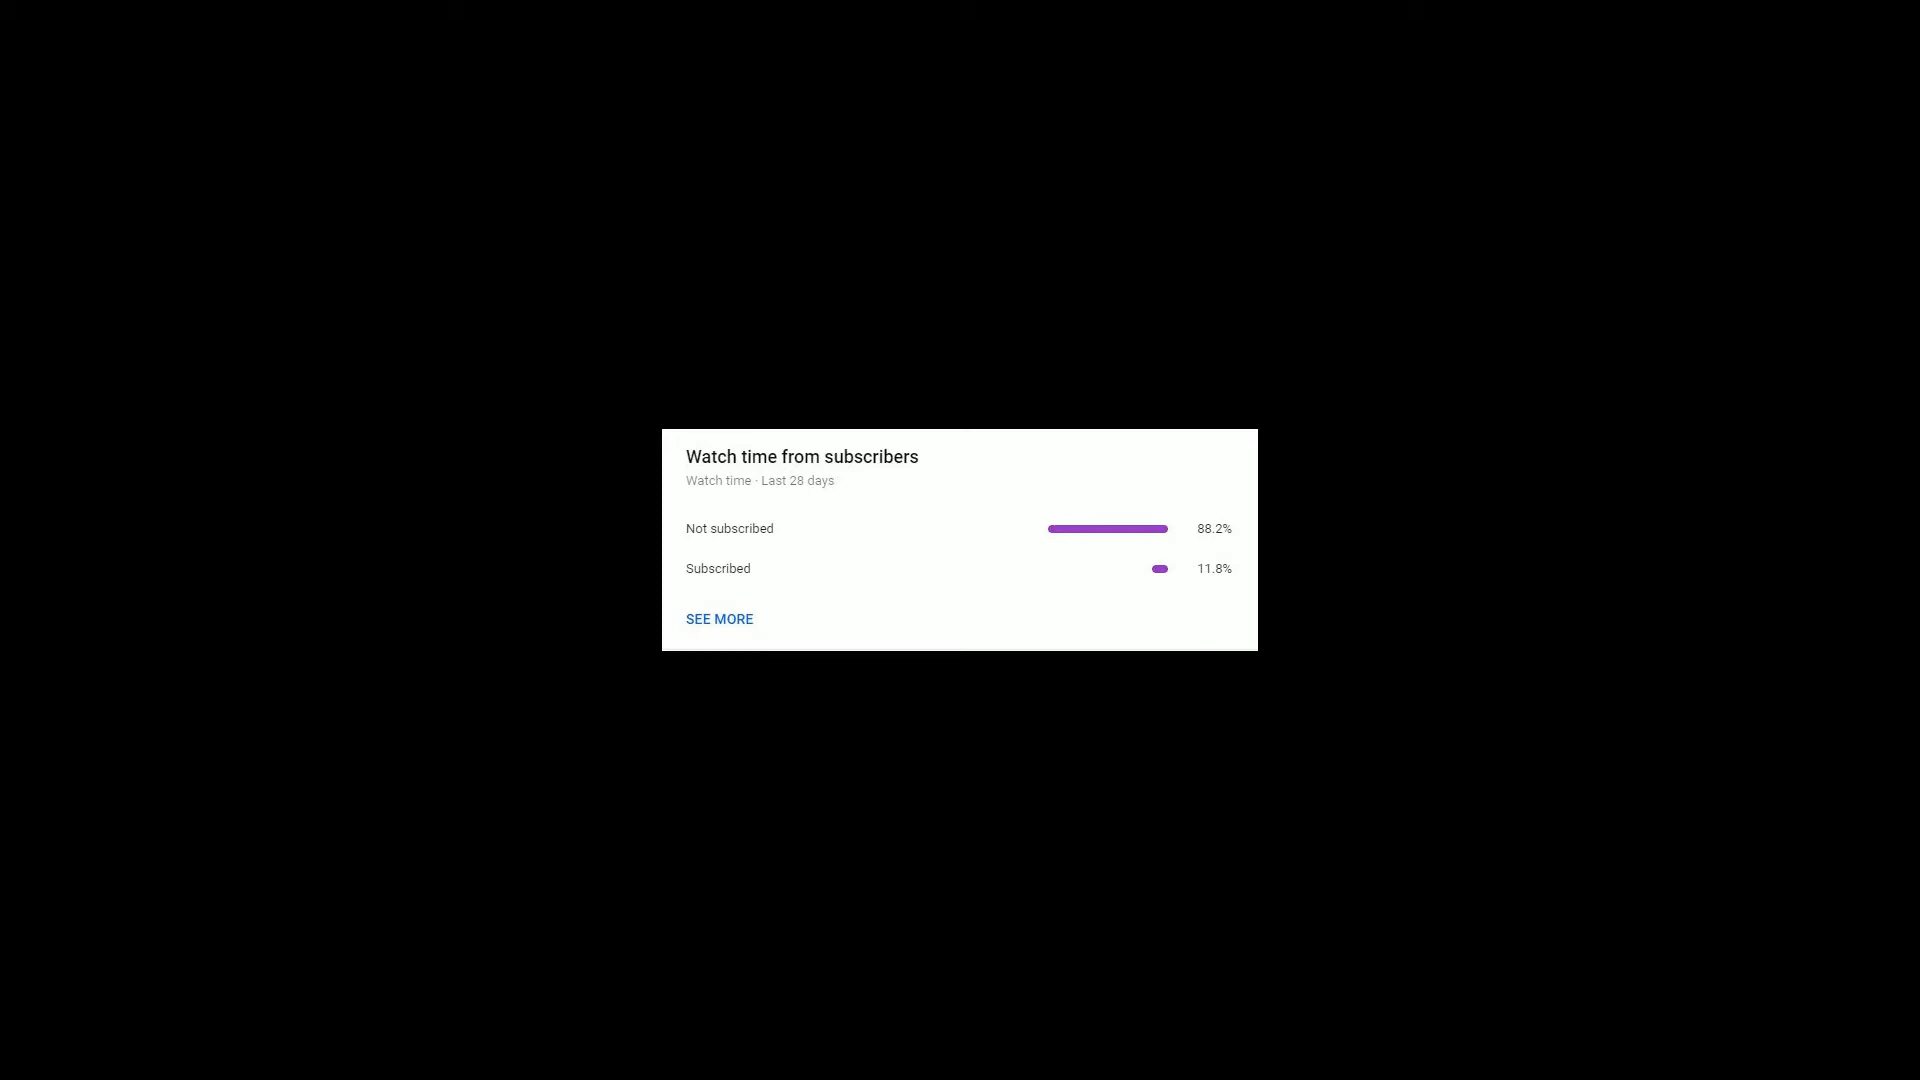 Watch time from subscribers
Watch time · Last 28 days
Not subscribed 88.2%
Subscribed 11.8%
SEE MORE